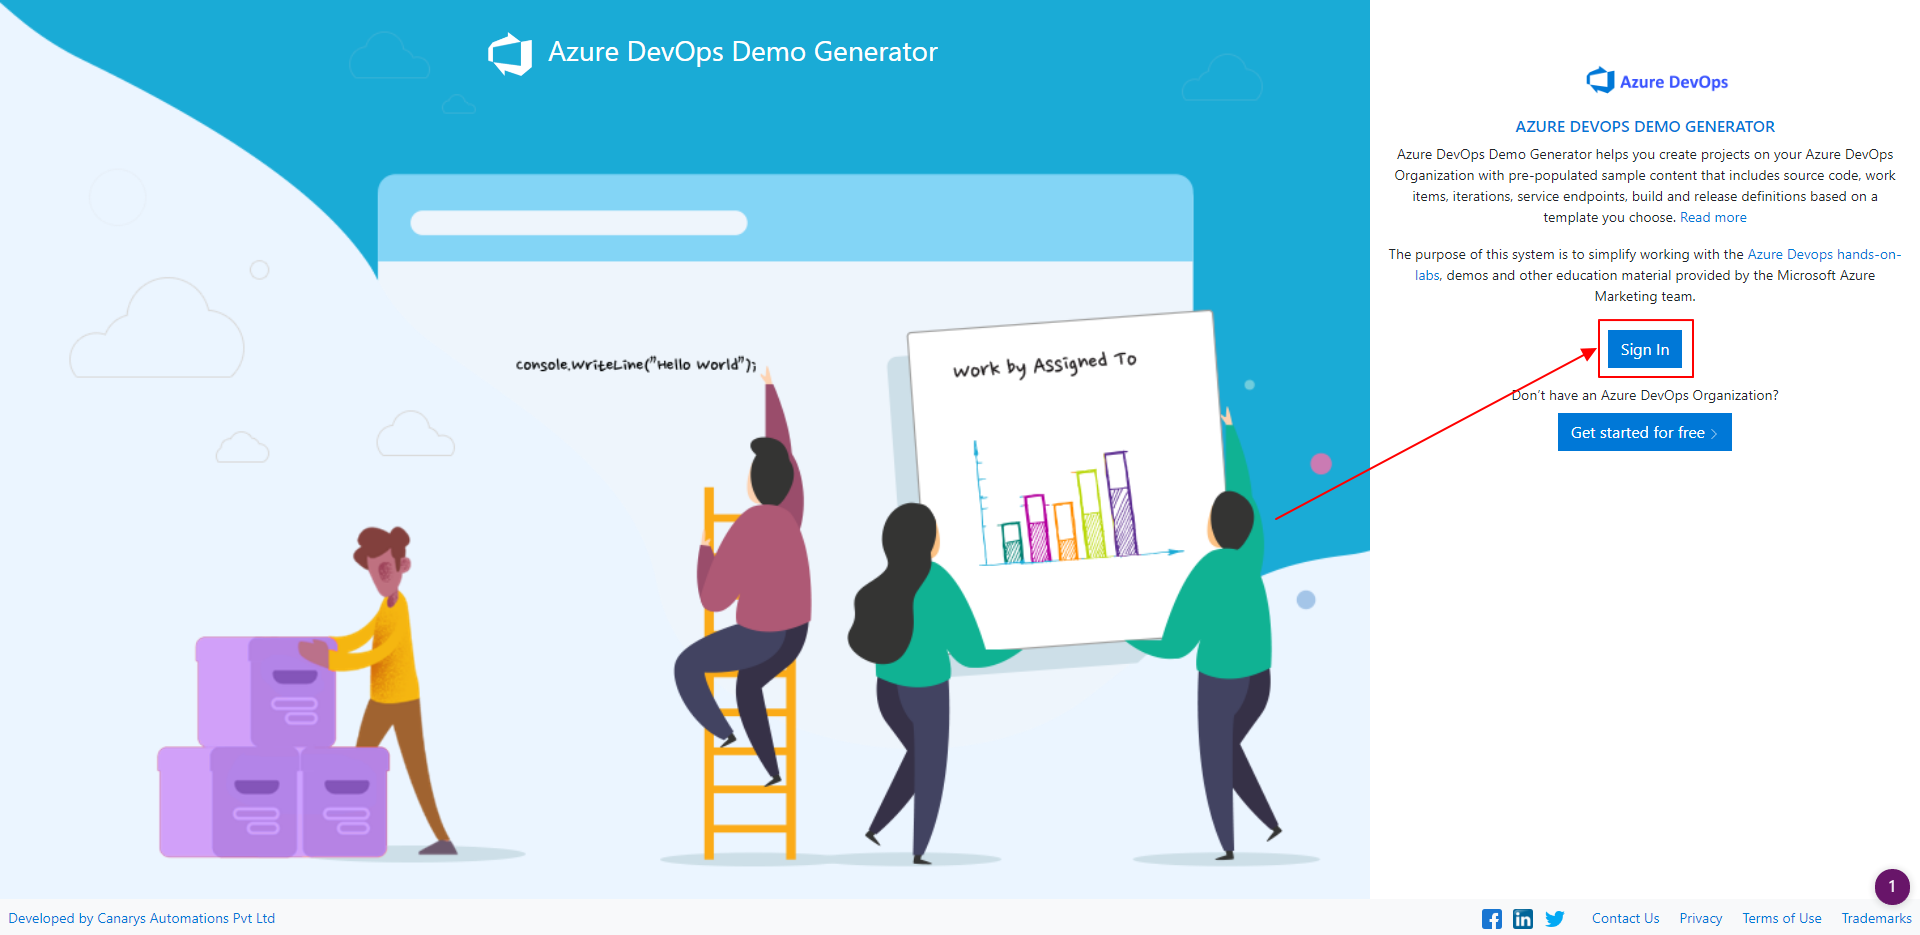 Azure DevOps Demo Generator
console.WriteLine("Hello World");
Work by Assigned To
Azure DevOps
AZURE DEVOPS DEMO GENERATOR
Azure DevOps Demo Generator helps you create projects on your Azure DevOps
Organization with pre-populated sample content that includes source code, work
items, iterations, service endpoints, build and release definitions based on a
template you choose. Read more
The purpose of this system is to simplify working with the Azure Devops hands-on-
labs, demos and other education material provided by the Microsoft Azure
Marketing team.
Sign In
Don't have an Azure DevOps Organization?
Get started for free >
1
Developed by Canarys Automations Pvt Ltd
Contact Us Privacy Terms of Use Trademarks